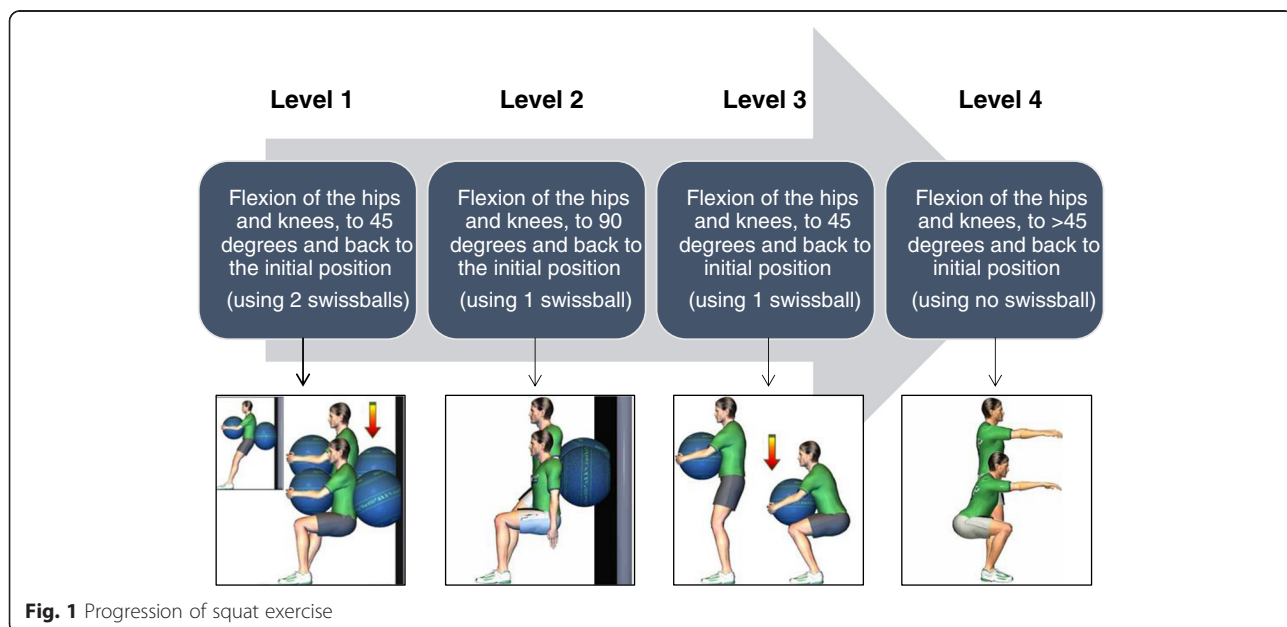 Level 1
Level 2
Level 3
Level 4
Flexion of the hips
and knees, to 45
degrees and back to
the initial position
(using 2 swissballs)
Flexion of the hips
and knees, to 90
degrees and back to
the initial position
(using 1 swissball)
Flexion of the hips
and knees, to 45
degrees and back to
initial position
(using 1 swissball)
Flexion of the hips
and knees, to >45
degrees and back to
initial position
(using no swissball)
Fig. 1 Progression of squat exercise